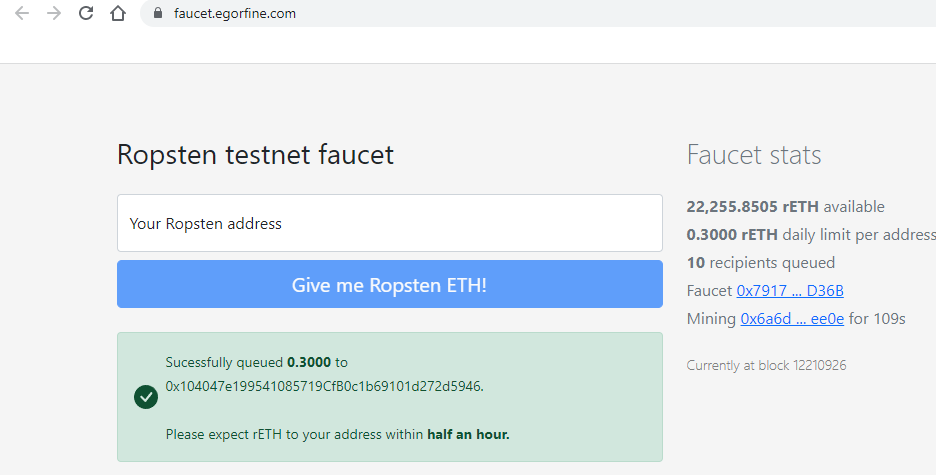 faucet.egorfine.com
Ropsten testnet faucet
Your Ropsten address
Give me Ropsten ETH!
Sucessfully queued 0.3000 to
0x104047e199541085719CfB0c1b69101d272d5946.
Please expect rETH to your address within half an hour.
Faucet stats
22,255.8505 rETH available
0.3000 rETH daily limit per address
10 recipients queued
Faucet 0x7917 ... D36B
Mining 0x6a6d ... ee0e for 109s
Currently at block 12210926